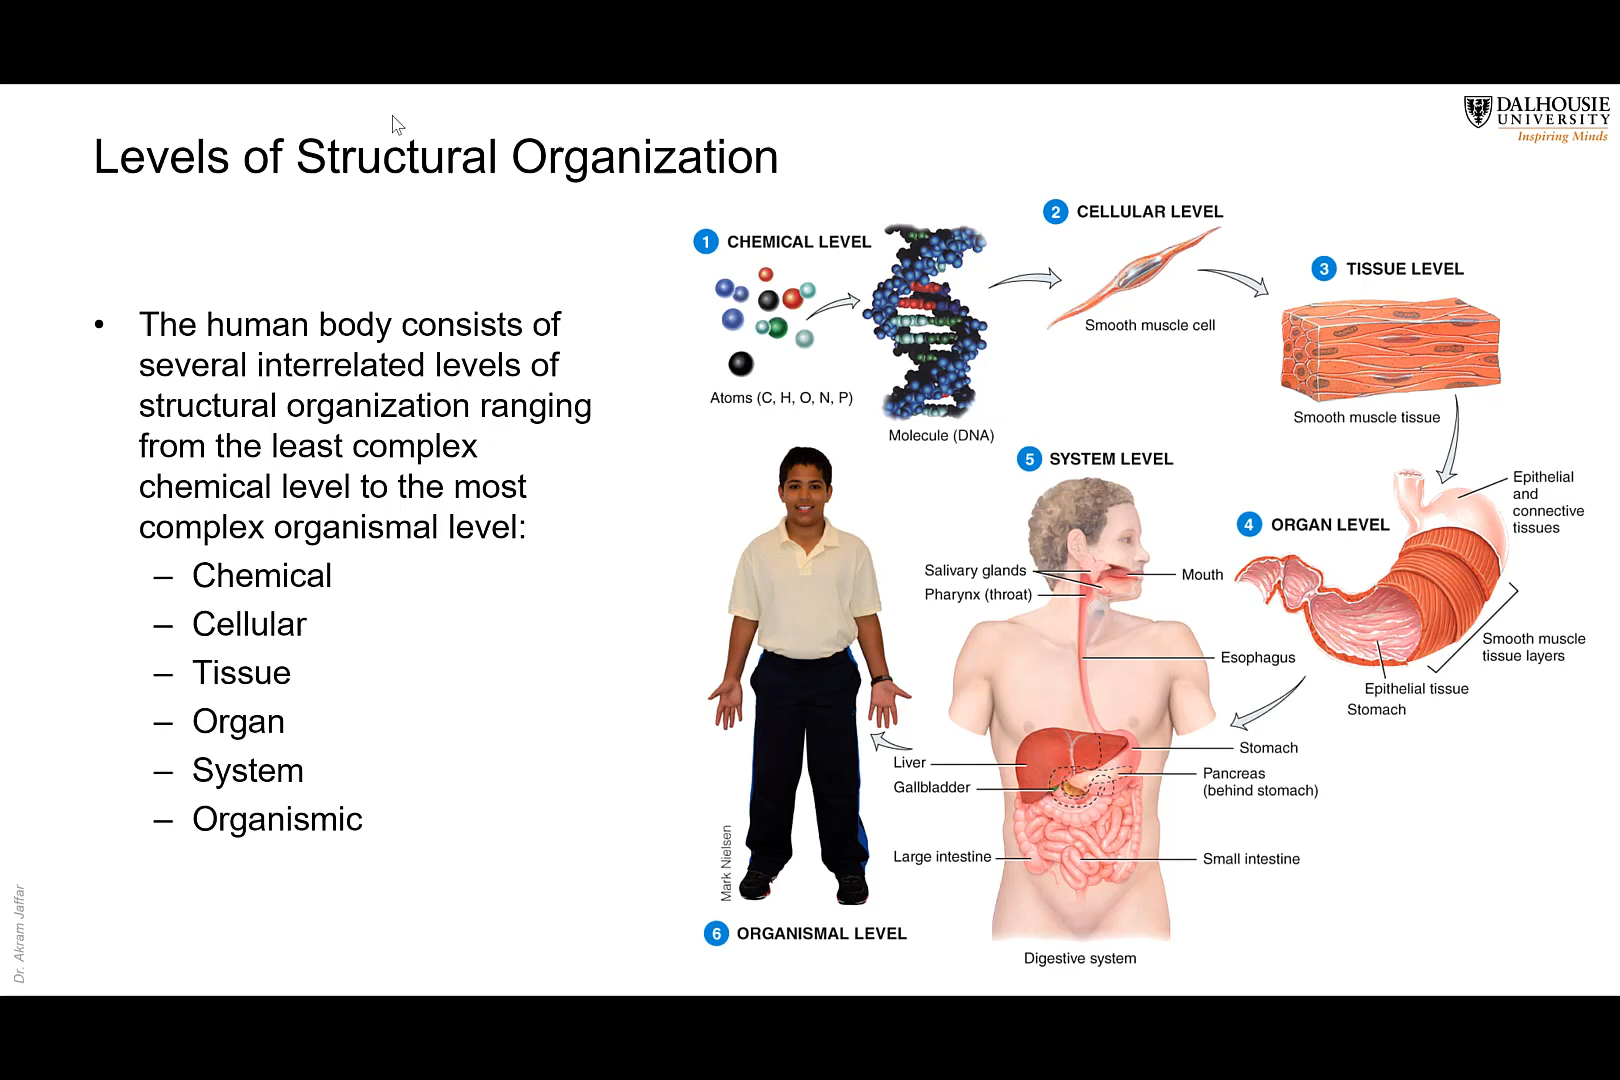 DALHOUSIE
UNIVERSITY
Inspiring Minds
Levels of Structural Organization
• The human body consists of
several interrelated levels of
structural organization ranging
from the least complex
chemical level to the most
complex organismal level:
– Chemical
– Cellular
– Tissue
– Organ
– System
– Organismic
1 CHEMICAL LEVEL
Atoms (C, H, O, N, P)
Molecule (DNA)
2 CELLULAR LEVEL
Smooth muscle cell
3 TISSUE LEVEL
Smooth muscle tissue
4 ORGAN LEVEL
Epithelial
and
connective
tissues
Smooth muscle
tissue layers
Epithelial tissue
Stomach
5 SYSTEM LEVEL
Salivary glands
Pharynx (throat)
Mouth
Esophagus
Liver
Gallbladder
Stomach
Pancreas
(behind stomach)
Large intestine
Small intestine
Digestive system
Mark Nielsen
6 ORGANISMAL LEVEL
Dr. Akram Jaffar